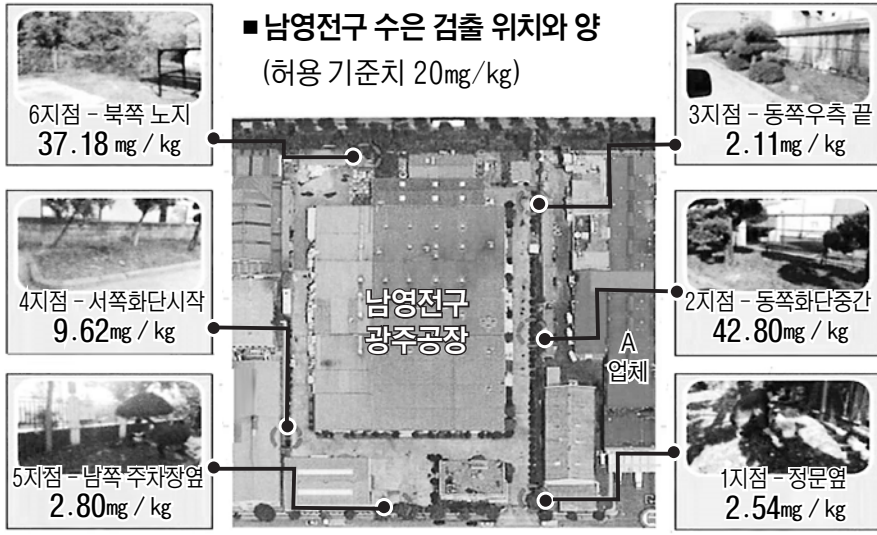 ■ 남영전구 수은 검출 위치와 양
(허용 기준치 20mg/kg)
6지점 – 북쪽 노지
37.18 mg / kg
3지점 – 동쪽우측 끝
2.11mg / kg
4지점 – 서쪽화단시작
9.62mg / kg
2지점 – 동쪽화단중간
42.80mg / kg
남영전구
광주공장
A
업체
5지점 – 남쪽 주차장옆
2.80mg / kg
1지점 – 정문옆
2.54mg / kg